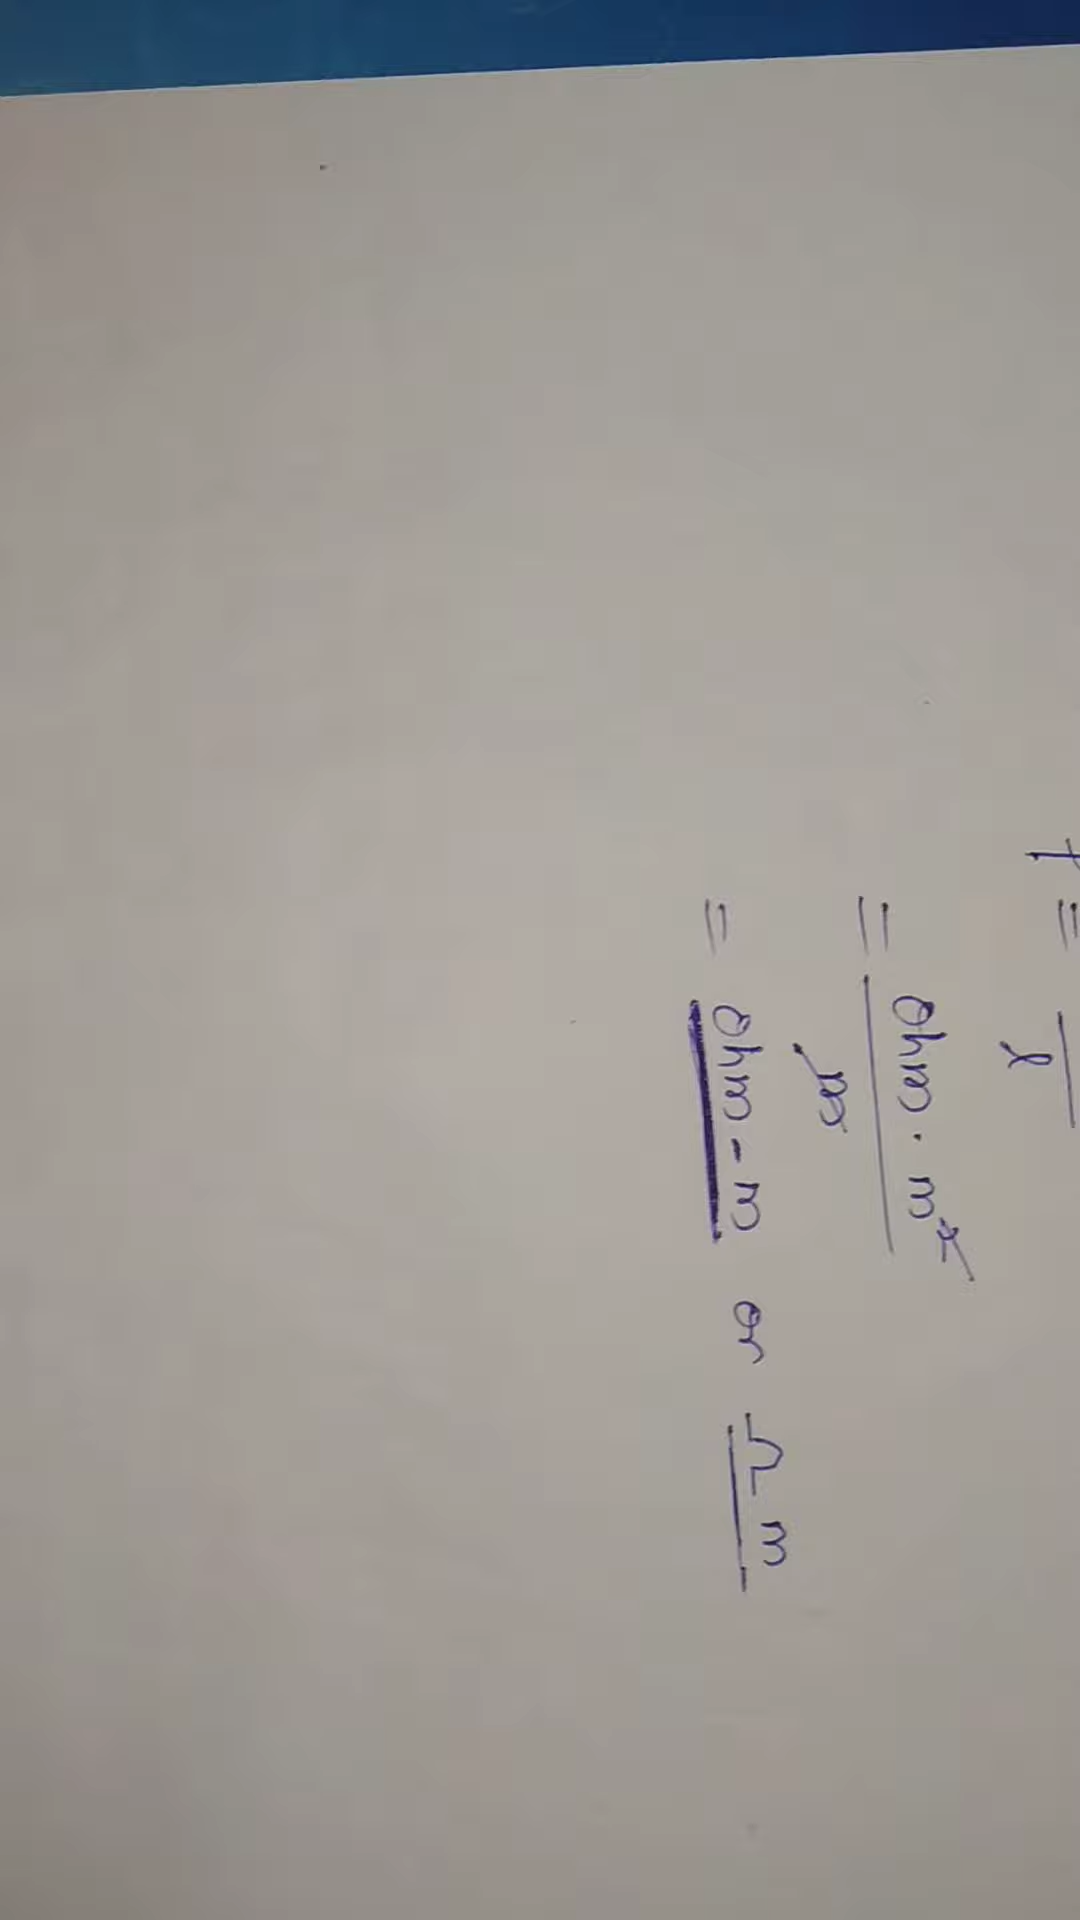 ρ = / l
= Ohm · m² / m
= Ohm - m or Ω m